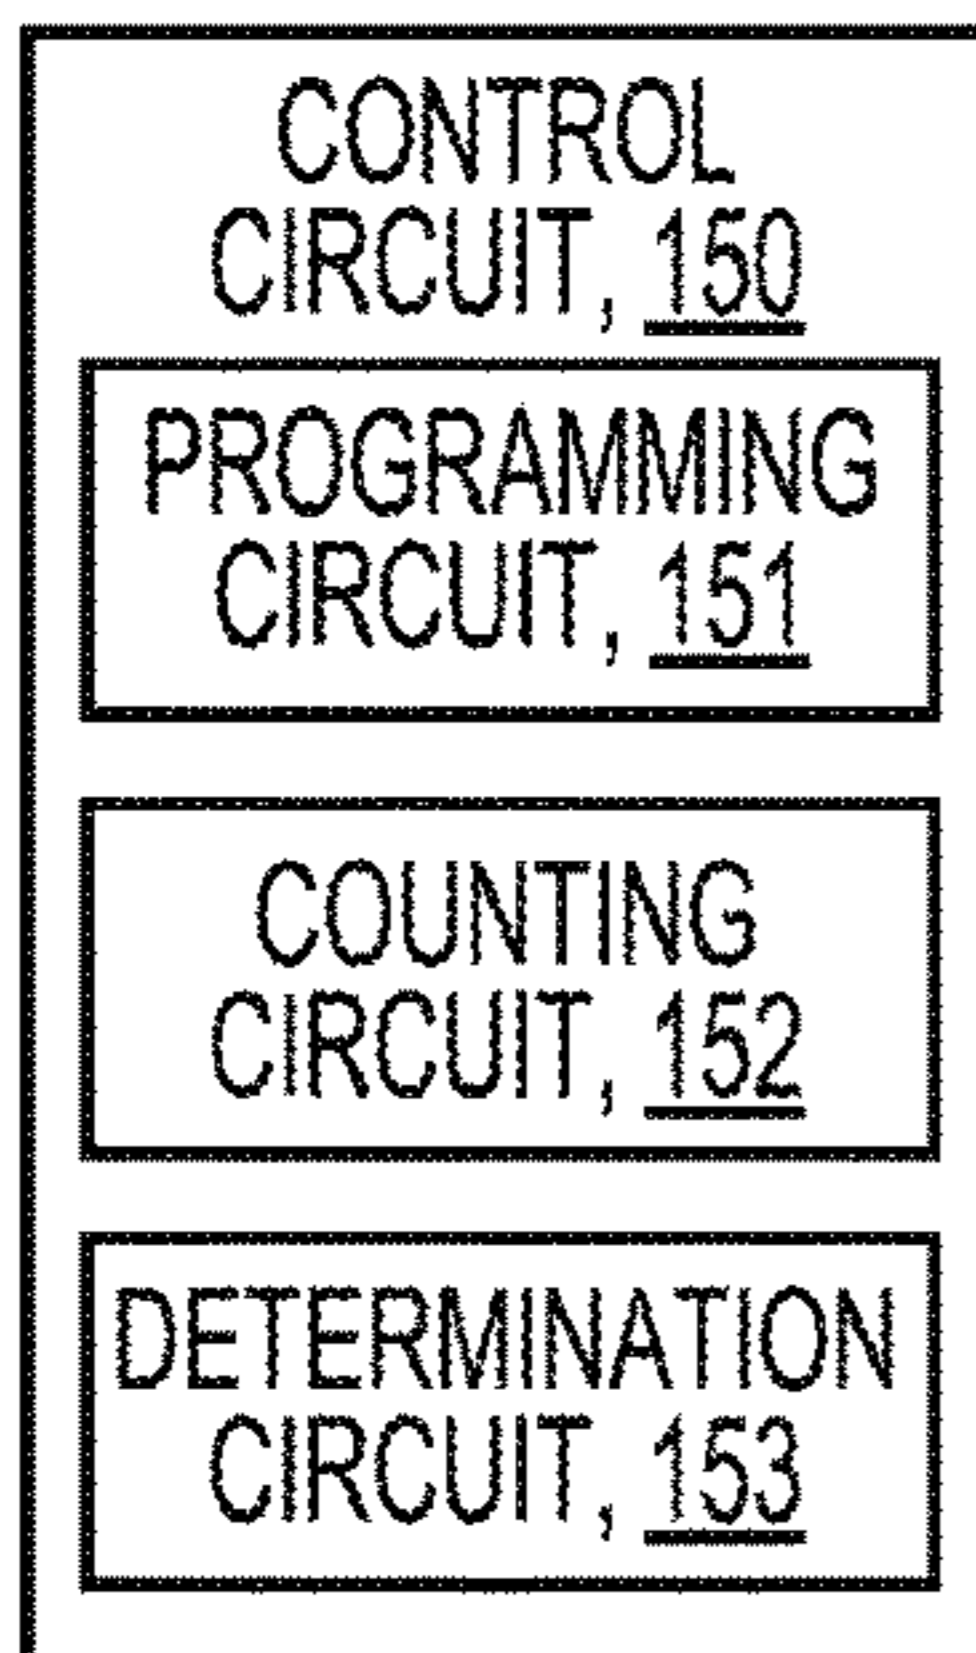 CONTROL
CIRCUIT, 150
PROGRAMMING
CIRCUIT, 151
COUNTING
CIRCUIT, 152
DETERMINATION
CIRCUIT, 153